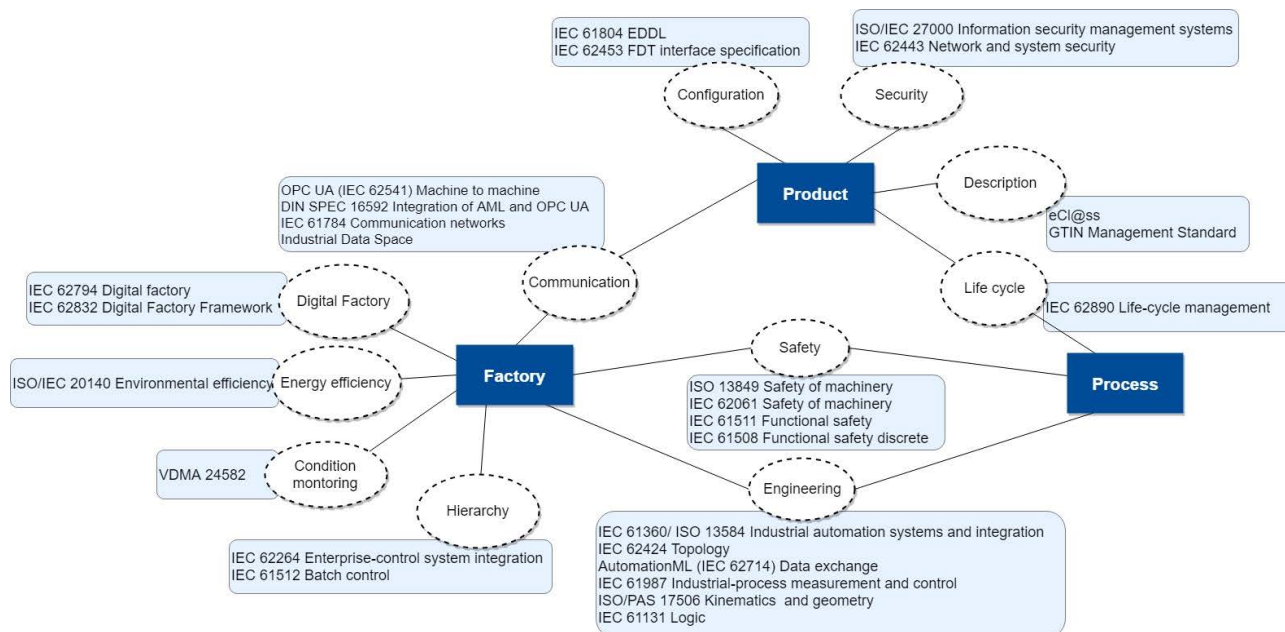 IEC 61804 EDDL
IEC 62453 FDT interface specification
ISO/IEC 27000 Information security management systems
IEC 62443 Network and system security
Configuration
Security
Product
Description
eCl@ss
GTIN Management Standard
OPC UA (IEC 62541) Machine to machine
DIN SPEC 16592 Integration of AML and OPC UA
IEC 61784 Communication networks
Industrial Data Space
Communication
Life cycle
IEC 62890 Life-cycle management
IEC 62794 Digital factory
IEC 62832 Digital Factory Framework
Digital Factory
Safety
ISO 13849 Safety of machinery
IEC 62061 Safety of machinery
IEC 61511 Functional safety
IEC 61508 Functional safety discrete
Factory
Process
ISO/IEC 20140 Environmental efficiency
Energy efficiency
VDMA 24582
Condition
montoring
Hierarchy
IEC 62264 Enterprise-control system integration
IEC 61512 Batch control
Engineering
IEC 61360/ ISO 13584 Industrial automation systems and integration
IEC 62424 Topology
AutomationML (IEC 62714) Data exchange
IEC 61987 Industrial-process measurement and control
ISO/PAS 17506 Kinematics and geometry
IEC 61131 Logic